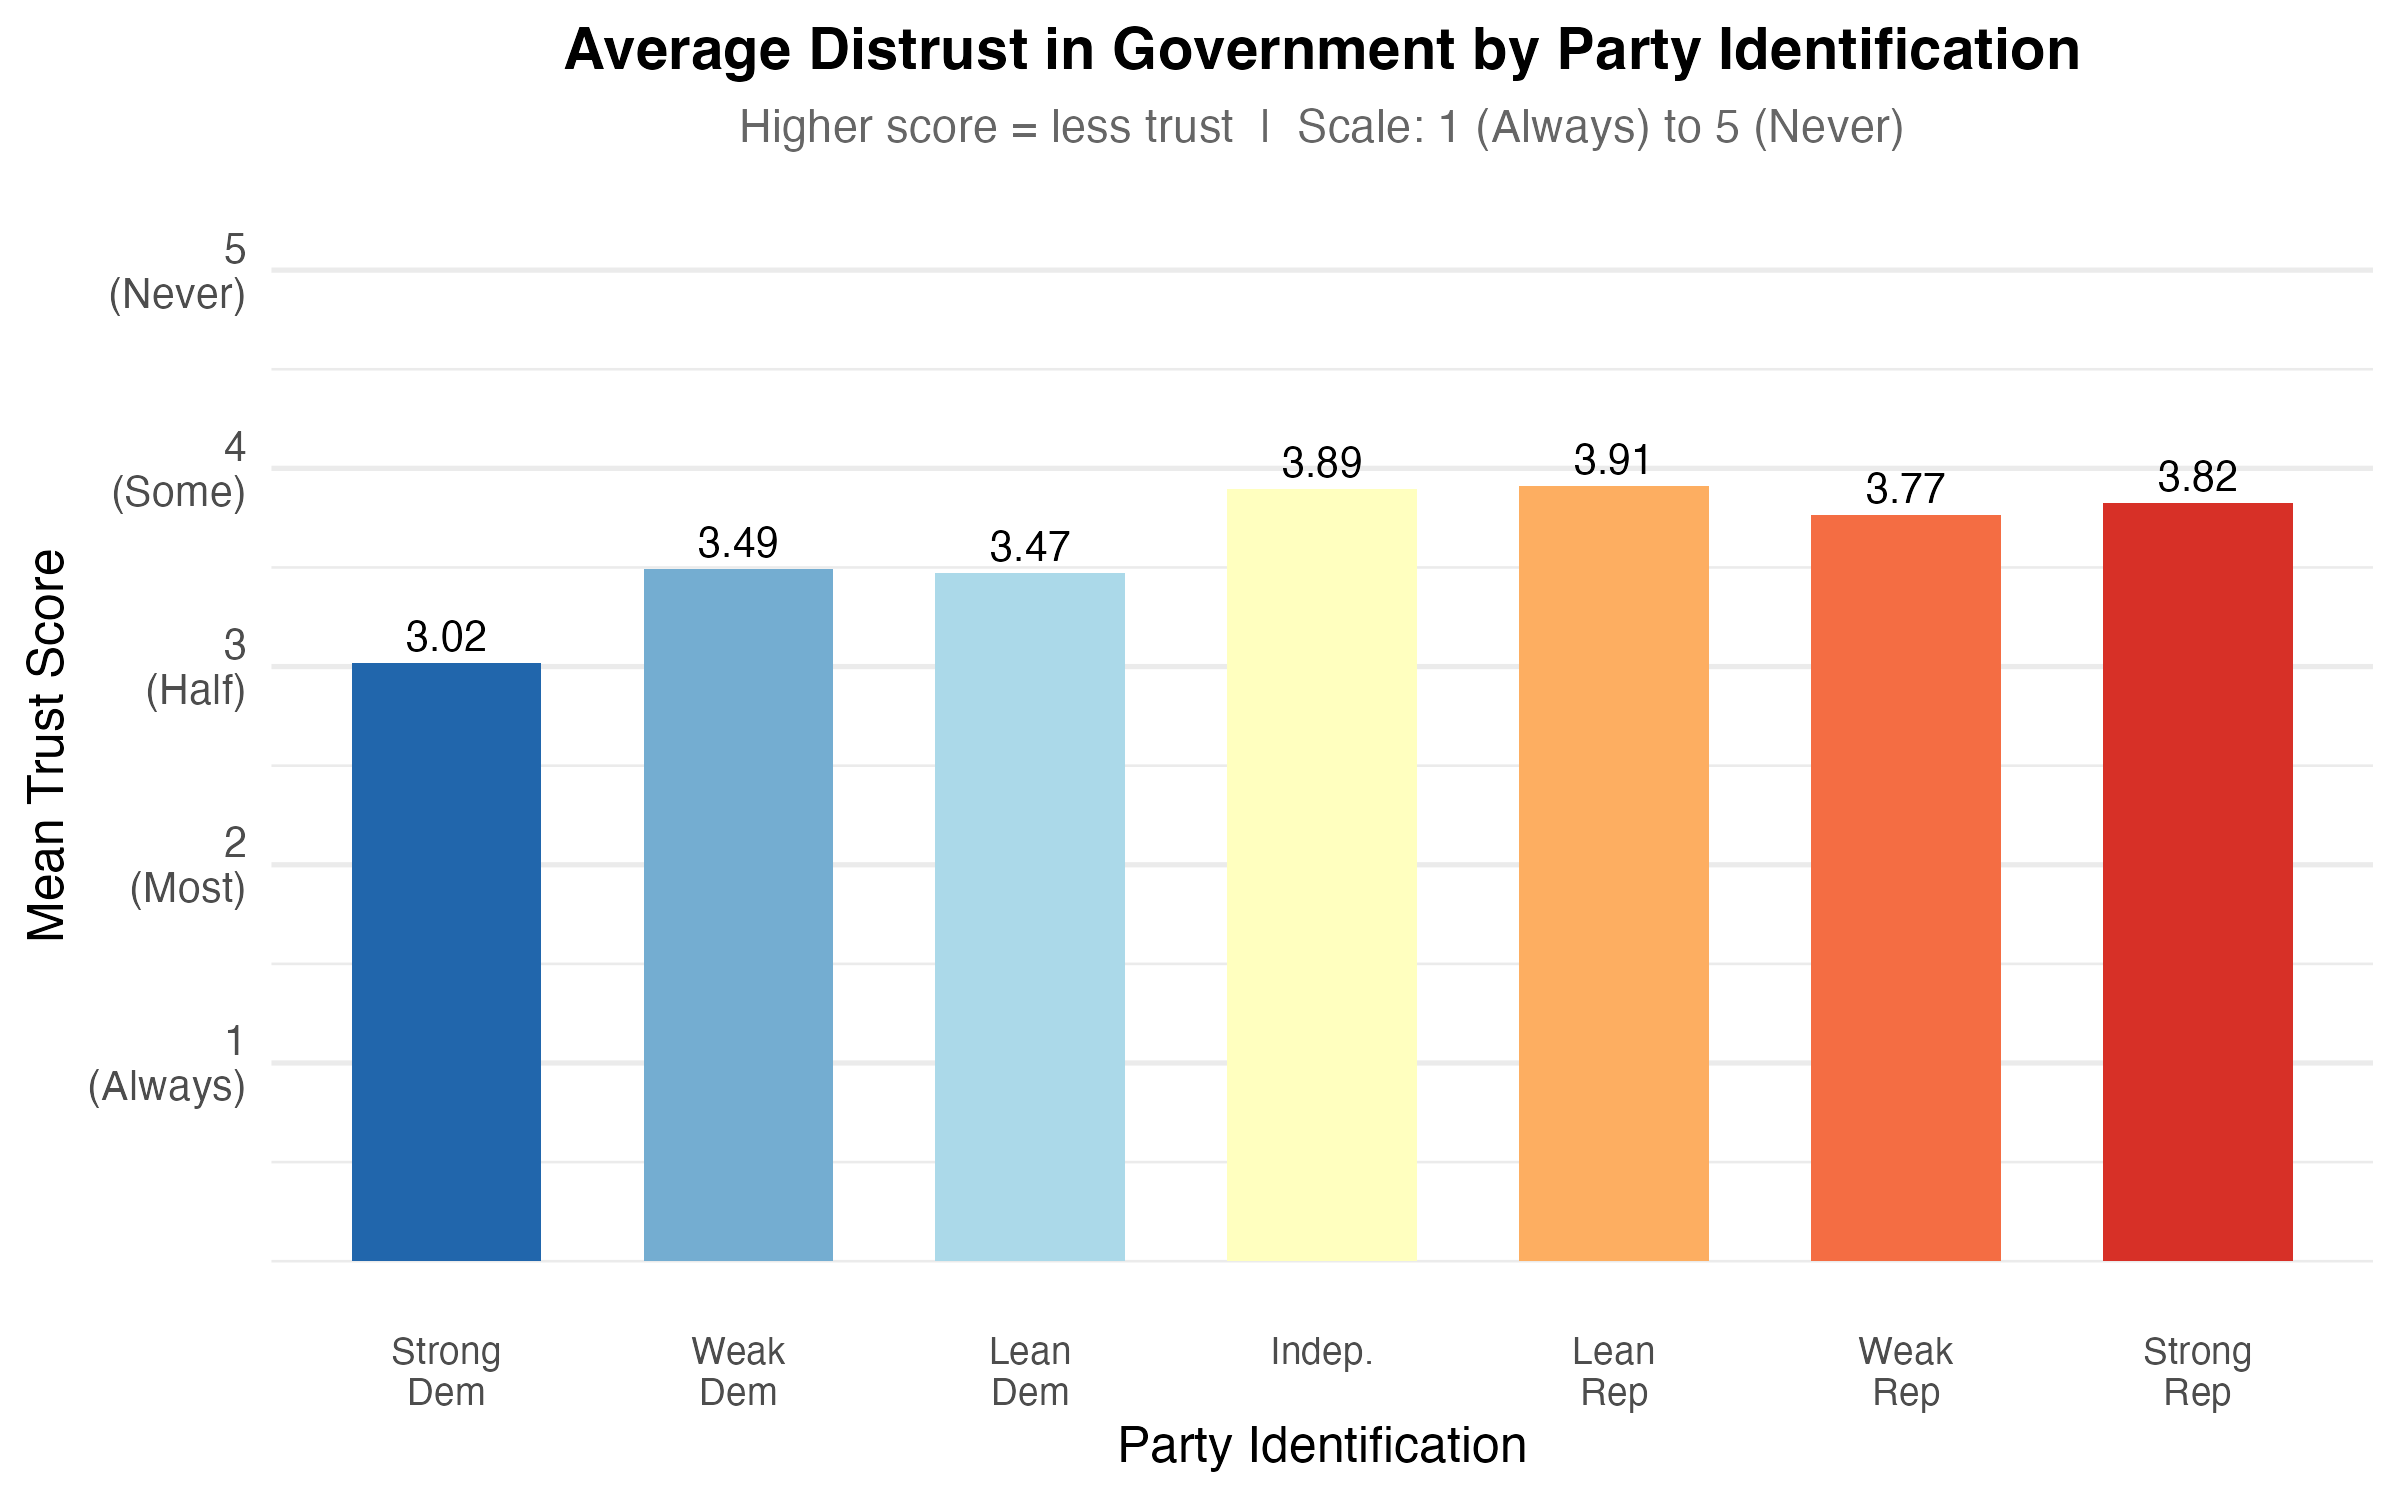 Average Distrust in Government by Party Identification
Higher score = less trust | Scale: 1 (Always) to 5 (Never)
Mean Trust Score
5
(Never)
4
(Some)
3
(Half)
2
(Most)
1
(Always)
3.02
3.49
3.47
3.89
3.91
3.77
3.82
Strong
Dem
Weak
Dem
Lean
Dem
Indep.
Lean
Rep
Weak
Rep
Strong
Rep
Party Identification